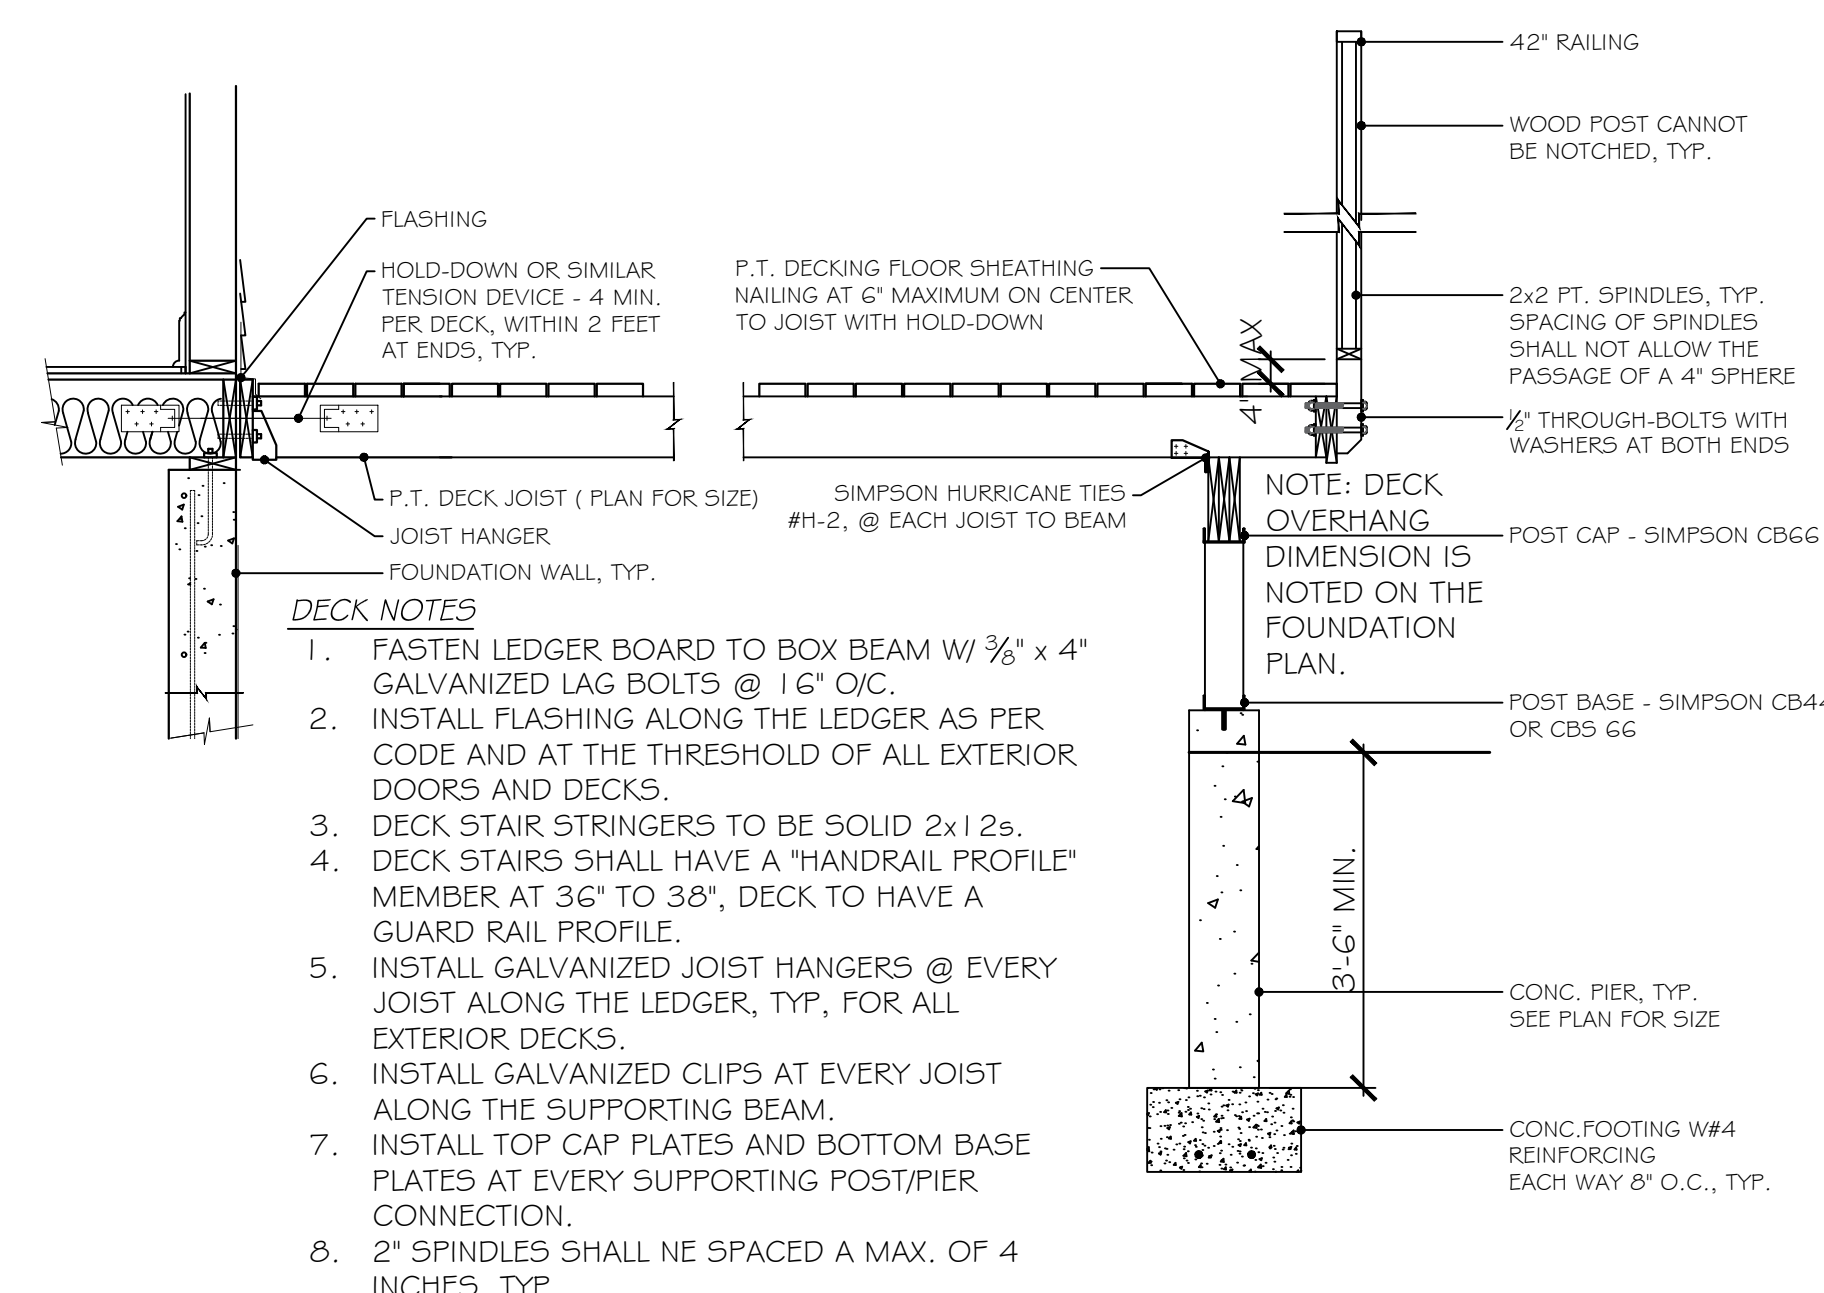 42" RAILING
WOOD POST CANNOT
BE NOTCHED, TYP.
FLASHING
HOLD-DOWN OR SIMILAR
TENSION DEVICE - 4 MIN.
PER DECK, WITHIN 2 FEET
AT ENDS, TYP.
P.T. DECKING FLOOR SHEATHING
NAILING AT 6" MAXIMUM ON CENTER
TO JOIST WITH HOLD-DOWN
4" MAX
2x2 PT. SPINDLES, TYP.
SPACING OF SPINDLES
SHALL NOT ALLOW THE
PASSAGE OF A 4" SPHERE
½" THROUGH-BOLTS WITH
WASHERS AT BOTH ENDS
P.T. DECK JOIST ( PLAN FOR SIZE)
JOIST HANGER
FOUNDATION WALL, TYP.
SIMPSON HURRICANE TIES
#H-2, @ EACH JOIST TO BEAM
NOTE: DECK
OVERHANG
DIMENSION IS
NOTED ON THE
FOUNDATION
PLAN.
POST CAP - SIMPSON CB66
POST BASE - SIMPSON CB44
OR CBS 66
DECK NOTES
1. FASTEN LEDGER BOARD TO BOX BEAM W/ ⅜" x 4"
GALVANIZED LAG BOLTS @ 16" O/C.
2. INSTALL FLASHING ALONG THE LEDGER AS PER
CODE AND AT THE THRESHOLD OF ALL EXTERIOR
DOORS AND DECKS.
3. DECK STAIR STRINGERS TO BE SOLID 2x12s.
4. DECK STAIRS SHALL HAVE A "HANDRAIL PROFILE"
MEMBER AT 36" TO 38", DECK TO HAVE A
GUARD RAIL PROFILE.
5. INSTALL GALVANIZED JOIST HANGERS @ EVERY
JOIST ALONG THE LEDGER, TYP, FOR ALL
EXTERIOR DECKS.
6. INSTALL GALVANIZED CLIPS AT EVERY JOIST
ALONG THE SUPPORTING BEAM.
7. INSTALL TOP CAP PLATES AND BOTTOM BASE
PLATES AT EVERY SUPPORTING POST/PIER
CONNECTION.
8. 2" SPINDLES SHALL NE SPACED A MAX. OF 4
INCHES, TYP
3'-6" MIN.
CONC. PIER, TYP.
SEE PLAN FOR SIZE
CONC.FOOTING W#4
REINFORCING
EACH WAY 8" O.C., TYP.